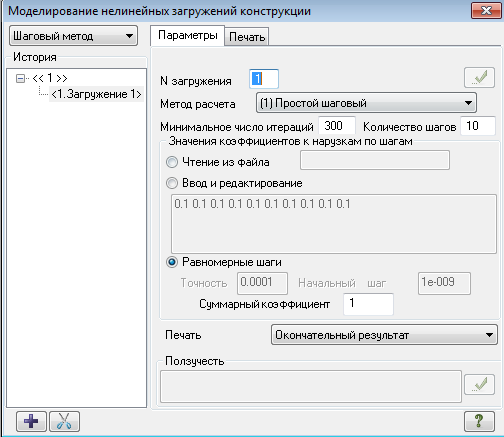 Моделирование нелинейных загружений конструкции
Шаговый метод
История
<< 1 >>
<1.Загружение 1>
Параметры Печать
N загружения 1
Метод расчета (1) Простой шаговый
Минимальное число итераций 300 Количество шагов 10
Значения коэффициентов к нарузкам по шагам
Чтение из файла
Ввод и редактирование
0.1 0.1 0.1 0.1 0.1 0.1 0.1 0.1 0.1 0.1
Равномерные шаги
Точность 0.0001 Начальный шаг 1e-009
Суммарный коэффициент 1
Печать Окончательный результат
Ползучесть
?